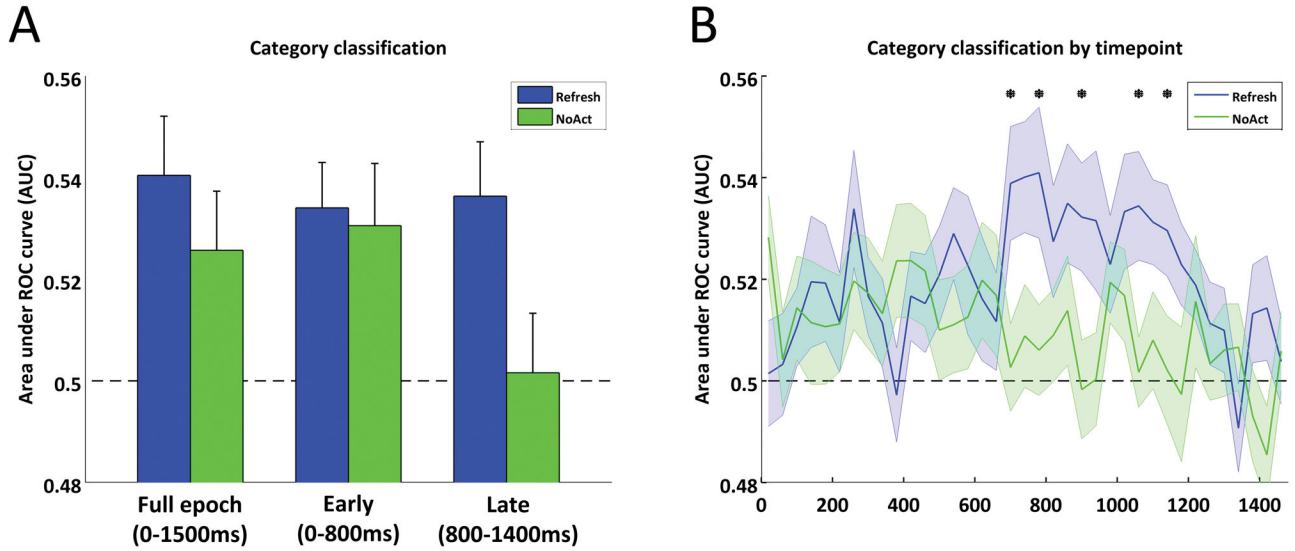 A
Category classification
Area under ROC curve (AUC)
0.56
0.54
0.52
0.5
0.48
Refresh
NoAct
Full epoch
(0-1500ms)
Early
(0-800ms)
Late
(800-1400ms)
B
Category classification by timepoint
Area under ROC curve (AUC)
0.56
0.54
0.52
0.5
0.48
* * * * *
Refresh
NoAct
0 200 400 600 800 1000 1200 1400